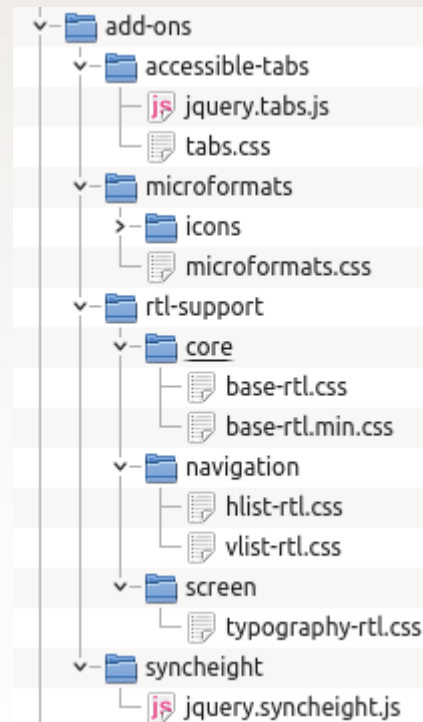 add-ons
accessible-tabs
js jquery.tabs.js
tabs.css
microformats
icons
microformats.css
rtl-support
core
base-rtl.css
base-rtl.min.css
navigation
hlist-rtl.css
vlist-rtl.css
screen
typography-rtl.css
syncheight
js jquery.syncheight.js